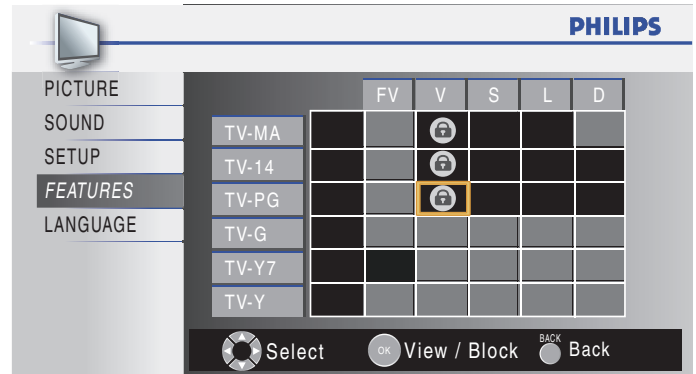 PHILIPS
PICTURE
SOUND
SETUP
FEATURES
LANGUAGE
FV V S L D
TV-MA
TV-14
TV-PG
TV-G
TV-Y7
TV-Y
Select OK View / Block BACK Back